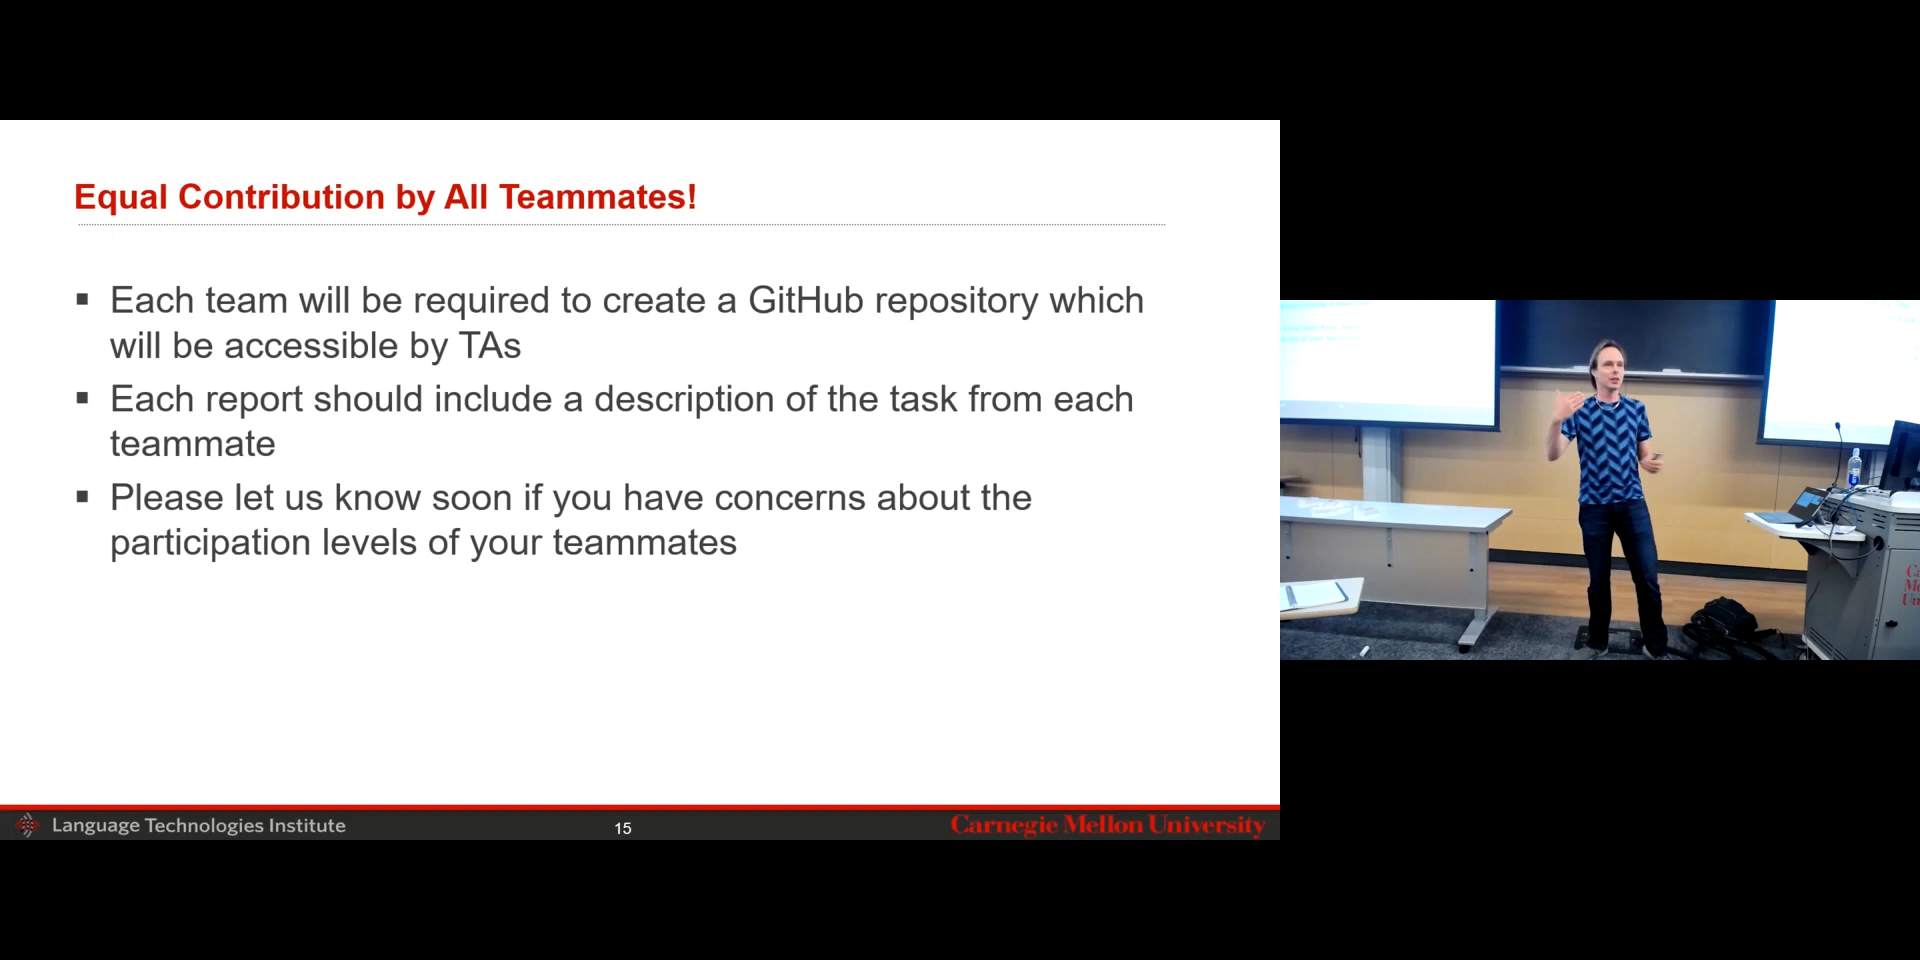 Equal Contribution by All Teammates!
▪ Each team will be required to create a GitHub repository which
will be accessible by TAs
▪ Each report should include a description of the task from each
teammate
▪ Please let us know soon if you have concerns about the
participation levels of your teammates
Language Technologies Institute
15
Carnegie Mellon University